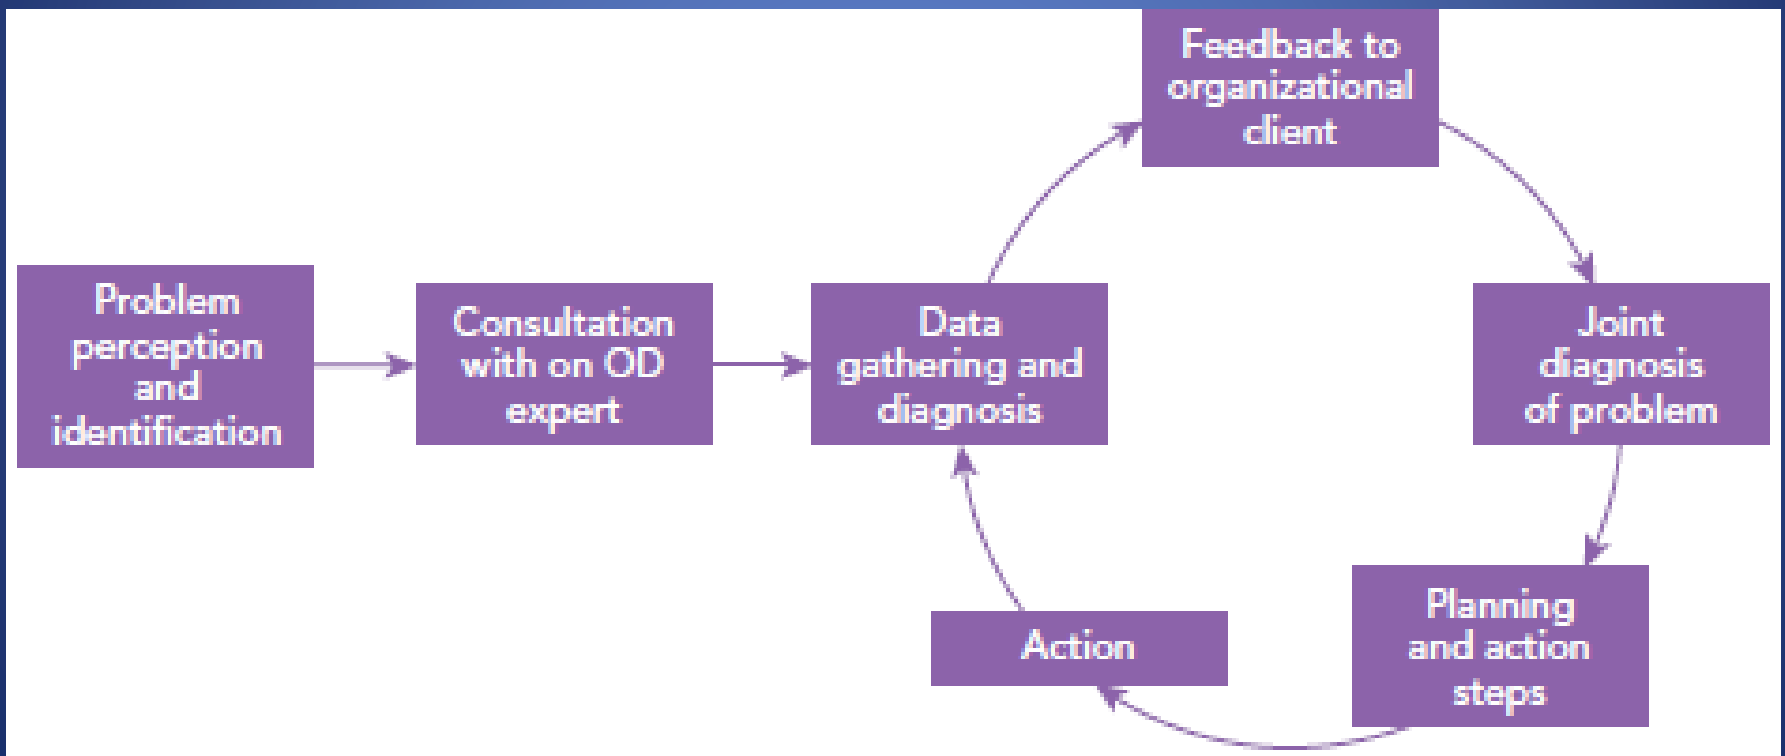 Problem
perception
and
identification
Consultation
with on OD
expert
Data
gathering and
diagnosis
Feedback to
organizational
client
Joint
diagnosis
of problem
Planning
and action
steps
Action